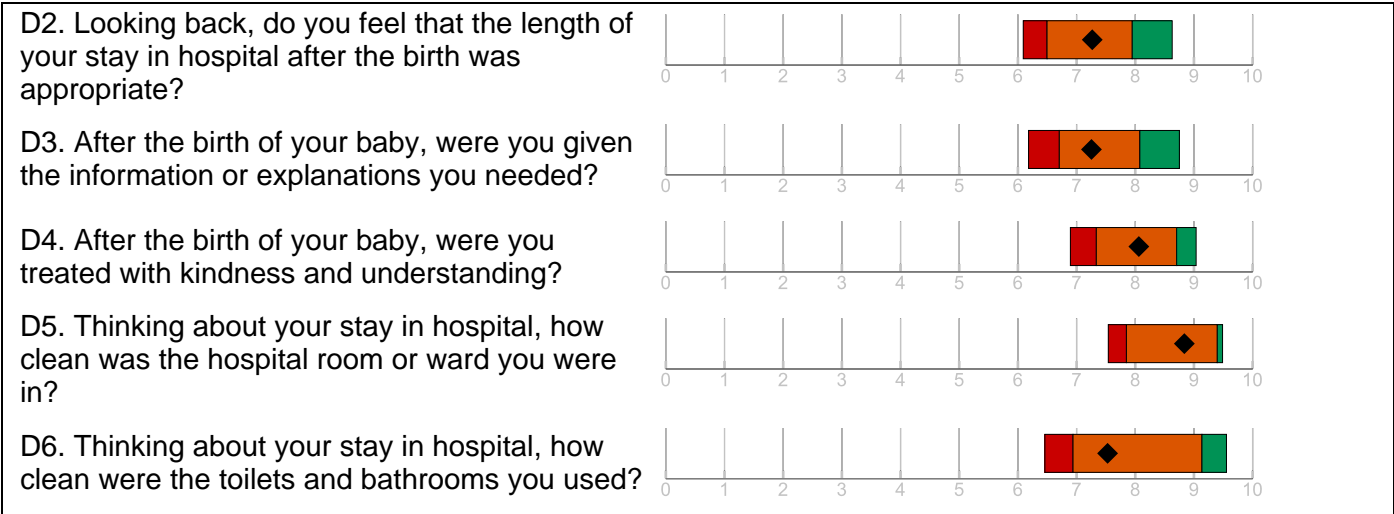 D2. Looking back, do you feel that the length of
your stay in hospital after the birth was
appropriate?
0 1 2 3 4 5 6 7 8 9 10
D3. After the birth of your baby, were you given
the information or explanations you needed?
0 1 2 3 4 5 6 7 8 9 10
D4. After the birth of your baby, were you
treated with kindness and understanding?
0 1 2 3 4 5 6 7 8 9 10
D5. Thinking about your stay in hospital, how
clean was the hospital room or ward you were
in?
0 1 2 3 4 5 6 7 8 9 10
D6. Thinking about your stay in hospital, how
clean were the toilets and bathrooms you used?
0 1 2 3 4 5 6 7 8 9 10